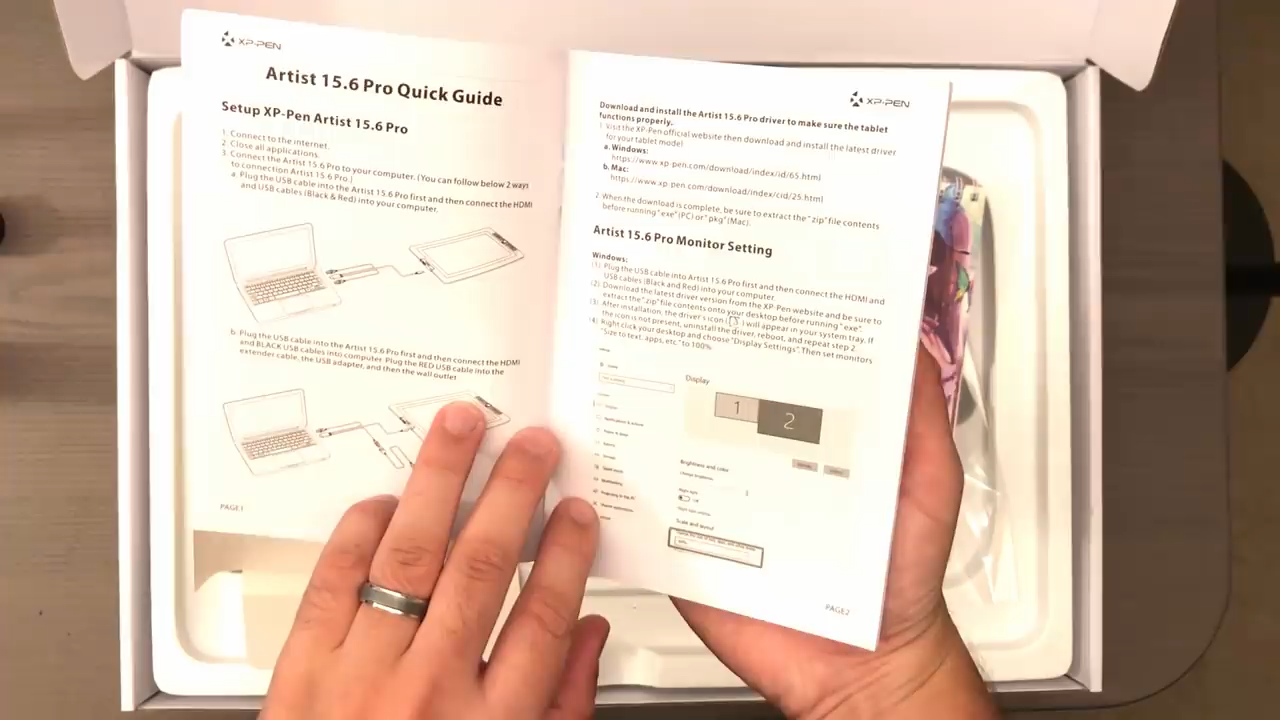 XP-PEN
Artist 15.6 Pro Quick Guide
Setup XP-Pen Artist 15.6 Pro
1. Connect to the internet.
2. Close all applications.
3. Connect the Artist 15.6 Pro to your computer. (You can follow below 2 ways
to connection Artist 15.6 Pro.)
a. Plug the USB cable into the Artist 15.6 Pro first and then connect the HDMI
and USB cables (Black & Red) into your computer.
b. Plug the USB cable into the Artist 15.6 Pro first and then connect the HDMI
and BLACK USB cables into computer. Plug the RED USB cable into the
extender cable, the USB adapter, and then the wall outlet
PAGE1
XP-PEN
Download and install the Artist 15.6 Pro driver to make sure the tablet
functions properly.
1. Visit the XP-Pen official website then download and install the latest driver
for your tablet model
a. Windows:
https://www.xp-pen.com/download/index/id/65.html
b. Mac:
https://www.xp-pen.com/download/index/cid/25.html
2. When the download is complete, be sure to extract the "zip" file contents
before running "exe" (PC) or "pkg" (Mac).
Artist 15.6 Pro Monitor Setting
Windows:
(1) Plug the USB cable into Artist 15.6 Pro first and then connect the HDMI and
USB cables (Black and Red) into your computer.
(2) Download the latest driver version from the XP-Pen website and be sure to
extract the "zip" file contents onto your desktop before running "exe".
(3) After installation, the driver's icon ( ) will appear in your system tray. If
the icon is not present, uninstall the driver, reboot, and repeat step 2.
(4) Right click your desktop and choose "Display Settings". Then set monitors
"Size to text, apps, etc." to 100%.
Display
1 2
Brightness and color
Change brightness
Night light
Off
Night light settings
Scale and layout
PAGE2